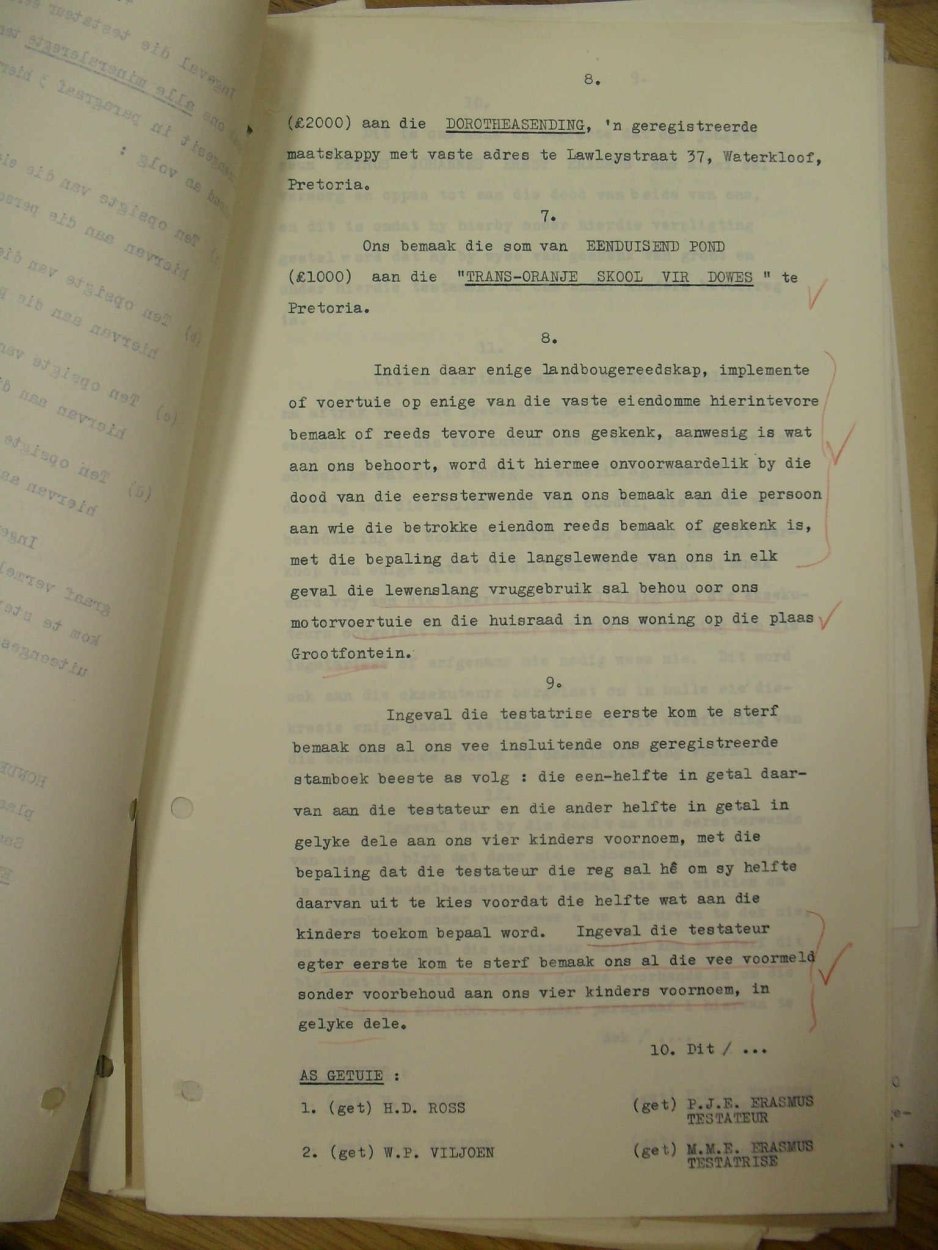 8.
(£2000) aan die DOROTHEASENDING, 'n geregistreerde
maatskappy met vaste adres te Lawleystraat 37, Waterkloof,
Pretoria.
7.
Ons bemaak die som van EENDUISEND POND
(£1000) aan die "TRANS-ORANJE SKOOL VIR DOWES " te
Pretoria.
8.
Indien daar enige landbougereedskap, implemente
of voertuie op enige van die vaste eiendomme hierintevore
bemaak of reeds tevore deur ons geskenk, aanwesig is wat
aan ons behoort, word dit hiermee onvoorwaardelik by die
dood van die eerssterwende van ons bemaak aan die persoon
aan wie die betrokke eiendom reeds bemaak of geskenk is,
met die bepaling dat die langslewende van ons in elk
geval die lewenslang vruggebruik sal behou oor ons
motorvoertuie en die huisraad in ons woning op die plaas
Grootfontein.
9.
Ingeval die testatrise eerste kom te sterf
bemaak ons al ons vee insluitende ons geregistreerde
stamboek beeste as volg : die een-helfte in getal daar-
van aan die testateur en die ander helfte in getal in
gelyke dele aan ons vier kinders voornoem, met die
bepaling dat die testateur die reg sal hê om sy helfte
daarvan uit te kies voordat die helfte wat aan die
kinders toekom bepaal word. Ingeval die testateur
egter eerste kom te sterf bemaak ons al die vee voormeld
sonder voorbehoud aan ons vier kinders voornoem, in
gelyke dele.
10. Dit / ...
AS GETUIE :
1. (get) H.D. ROSS
(get) P.J.E. ERASMUS
TESTATEUR
2. (get) W.P. VILJOEN
(get) M.M.E. ERASMUS
TESTATRISE